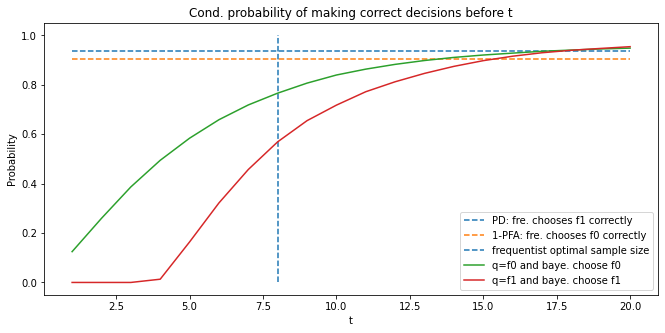 Cond. probability of making correct decisions before t
1.0
0.8
0.6
0.4
0.2
0.0
Probability
PD: fre. chooses f1 correctly
1-PFA: fre. chooses f0 correctly
frequentist optimal sample size
q=f0 and baye. choose f0
q=f1 and baye. choose f1
2.5 5.0 7.5 10.0 12.5 15.0 17.5 20.0
t